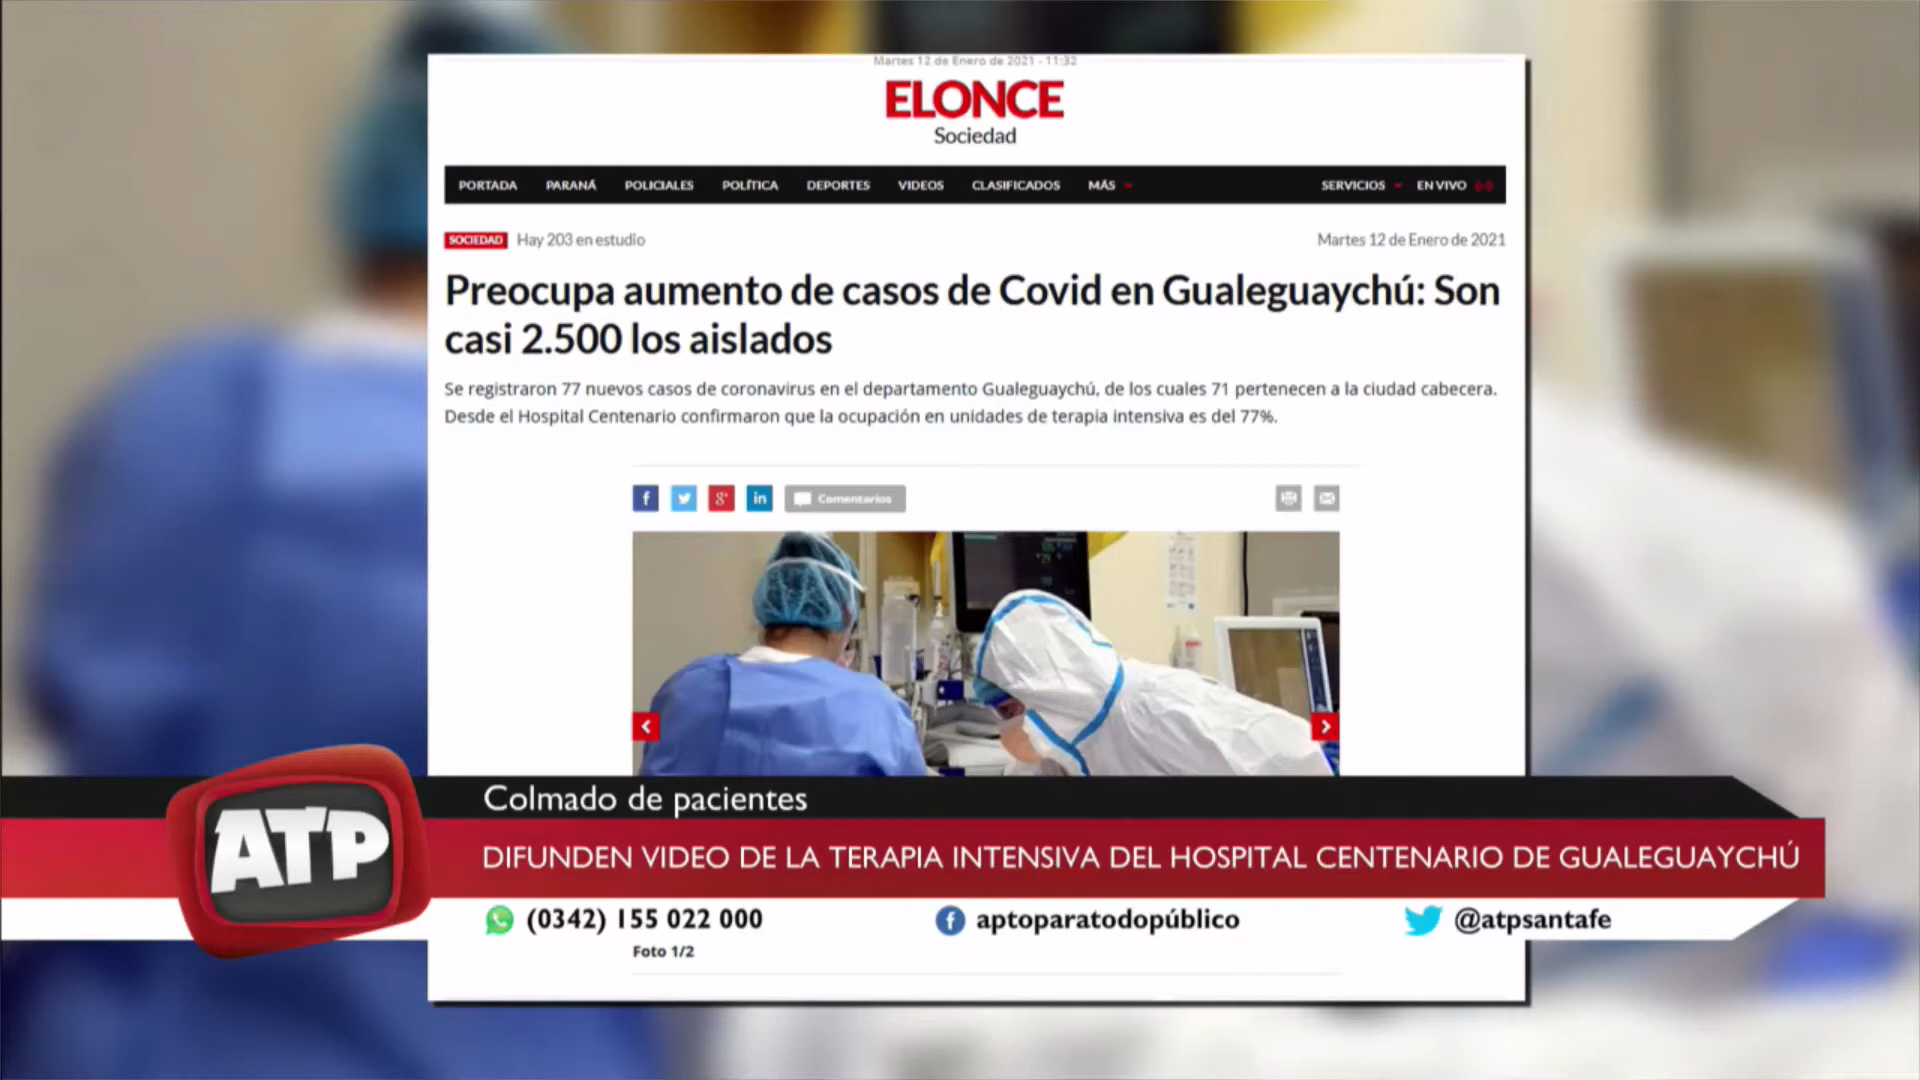 Martes 12 de Enero de 2021 - 11:32
ELONCE
Sociedad
PORTADA PARANÁ POLICIALES POLÍTICA DEPORTES VIDEOS CLASIFICADOS MÁS SERVICIOS EN VIVO
SOCIEDAD Hay 203 en estudio Martes 12 de Enero de 2021
Preocupa aumento de casos de Covid en Gualeguaychú: Son
casi 2.500 los aislados
Se registraron 77 nuevos casos de coronavirus en el departamento Gualeguaychú, de los cuales 71 pertenecen a la ciudad cabecera.
Desde el Hospital Centenario confirmaron que la ocupación en unidades de terapia intensiva es del 77%.
Comentarios
Colmado de pacientes
ATP
DIFUNDEN VIDEO DE LA TERAPIA INTENSIVA DEL HOSPITAL CENTENARIO DE GUALEGUAYCHÚ
(0342) 155 022 000 aptoparatodopúblico @atpsantafe
Foto 1/2